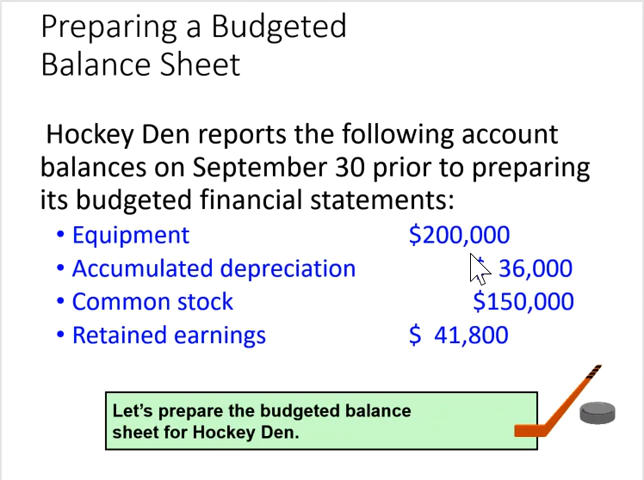 Preparing a Budgeted
Balance Sheet
Hockey Den reports the following account
balances on September 30 prior to preparing
its budgeted financial statements:
• Equipment $200,000
• Accumulated depreciation $ 36,000
• Common stock $150,000
• Retained earnings $ 41,800
Let's prepare the budgeted balance
sheet for Hockey Den.